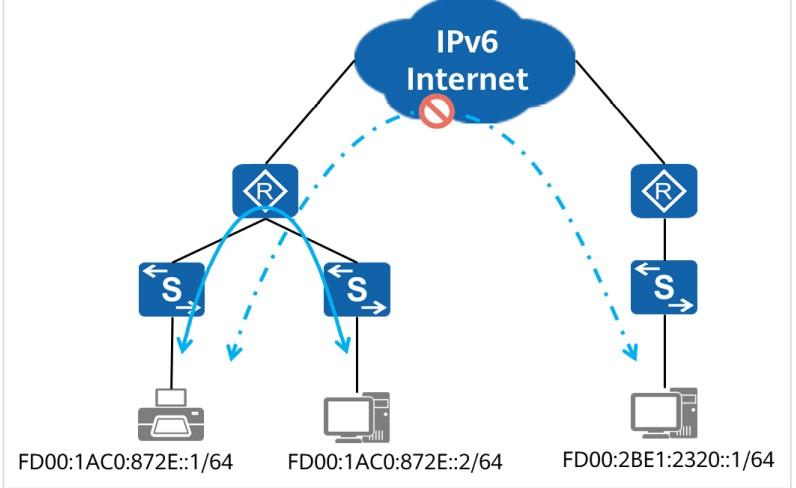 IPv6
Internet
R
R
S
S
S
FD00:1AC0:872E::1/64
FD00:1AC0:872E::2/64
FD00:2BE1:2320::1/64